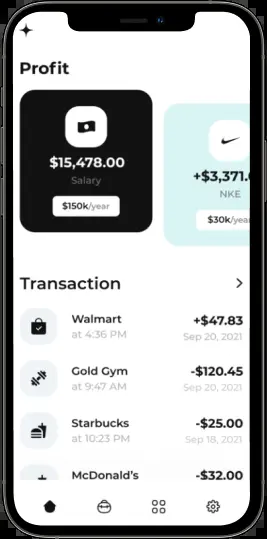 Profit
$15,478.00
Salary
$150k/year
+$3,371.
NKE
$30k/year
Transaction
Walmart
+$47.83
at 4:36 PM
Sep 20, 2021
Gold Gym
-$120.45
at 9:47 AM
Sep 20, 2021
Starbucks
-$25.00
at 10:23 PM
Sep 18, 2021
McDonald's
-$32.00